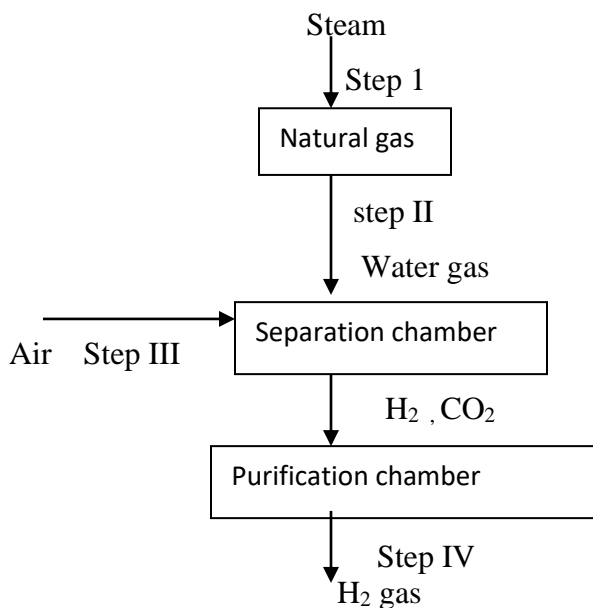 Steam
Step 1
Natural gas
step II
Water gas
Separation chamber
Air Step III
H₂ , CO₂
Purification chamber
Step IV
H₂ gas